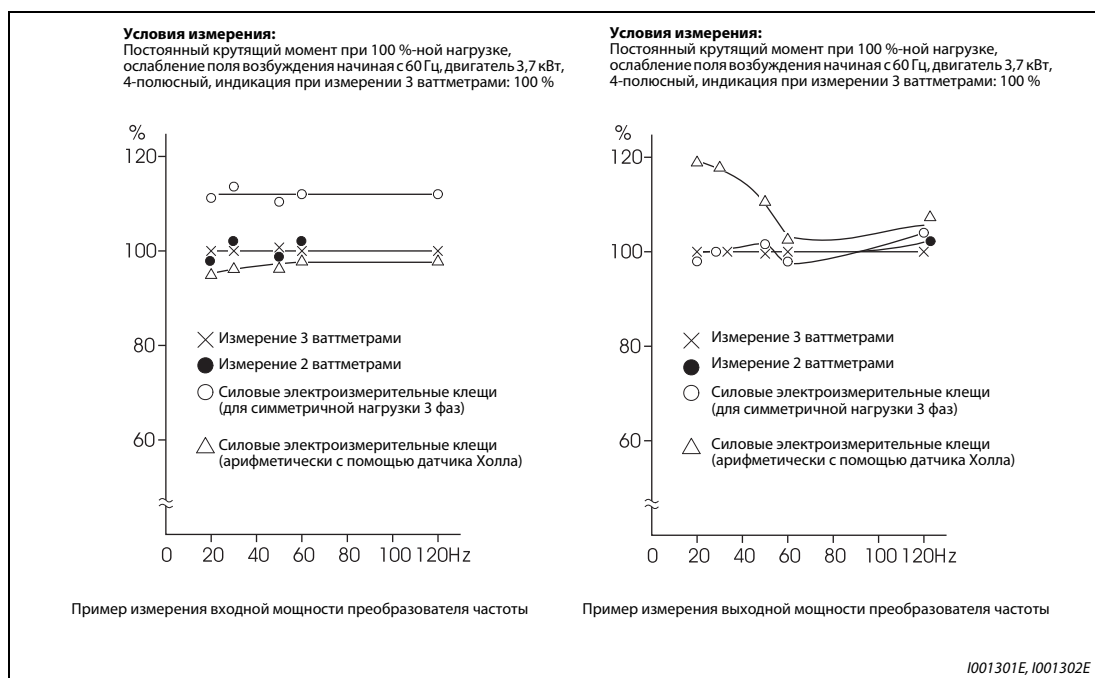 Условия измерения:
Постоянный крутящий момент при 100 %-ной нагрузке,
ослабление поля возбуждения начиная с 60 Гц, двигатель 3,7 кВт,
4-полюсный, индикация при измерении 3 ваттметрами: 100 %
%
120
100
80
60
Измерение 3 ваттметрами
Измерение 2 ваттметрами
Силовые электроизмерительные клещи
(для симметричной нагрузки 3 фаз)
Силовые электроизмерительные клещи
(арифметически с помощью датчика Холла)
0 20 40 60 80 100 120Hz
Пример измерения входной мощности преобразователя частоты
Условия измерения:
Постоянный крутящий момент при 100 %-ной нагрузке,
ослабление поля возбуждения начиная с 60 Гц, двигатель 3,7 кВт,
4-полюсный, индикация при измерении 3 ваттметрами: 100 %
%
120
100
80
60
Измерение 3 ваттметрами
Измерение 2 ваттметрами
Силовые электроизмерительные клещи
(для симметричной нагрузки 3 фаз)
Силовые электроизмерительные клещи
(арифметически с помощью датчика Холла)
0 20 40 60 80 100 120Hz
Пример измерения выходной мощности преобразователя частоты
I001301E, I001302E